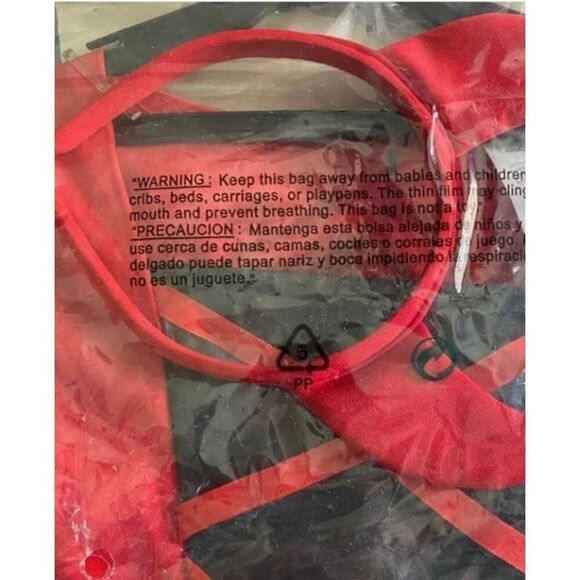 "WARNING: Keep this bag away from babies and children
cribs, beds, carriages, or playpens. The thin film may cling
mouth and prevent breathing. This bag is not a toy.
"PRECAUCION: Mantenga esta bolsa alejada de niños y
use cerca de cunas, camas, coches o corrales de juego.
delgado puede tapar nariz y boca impidiendo la respiració
no es un juguete."
5
PP